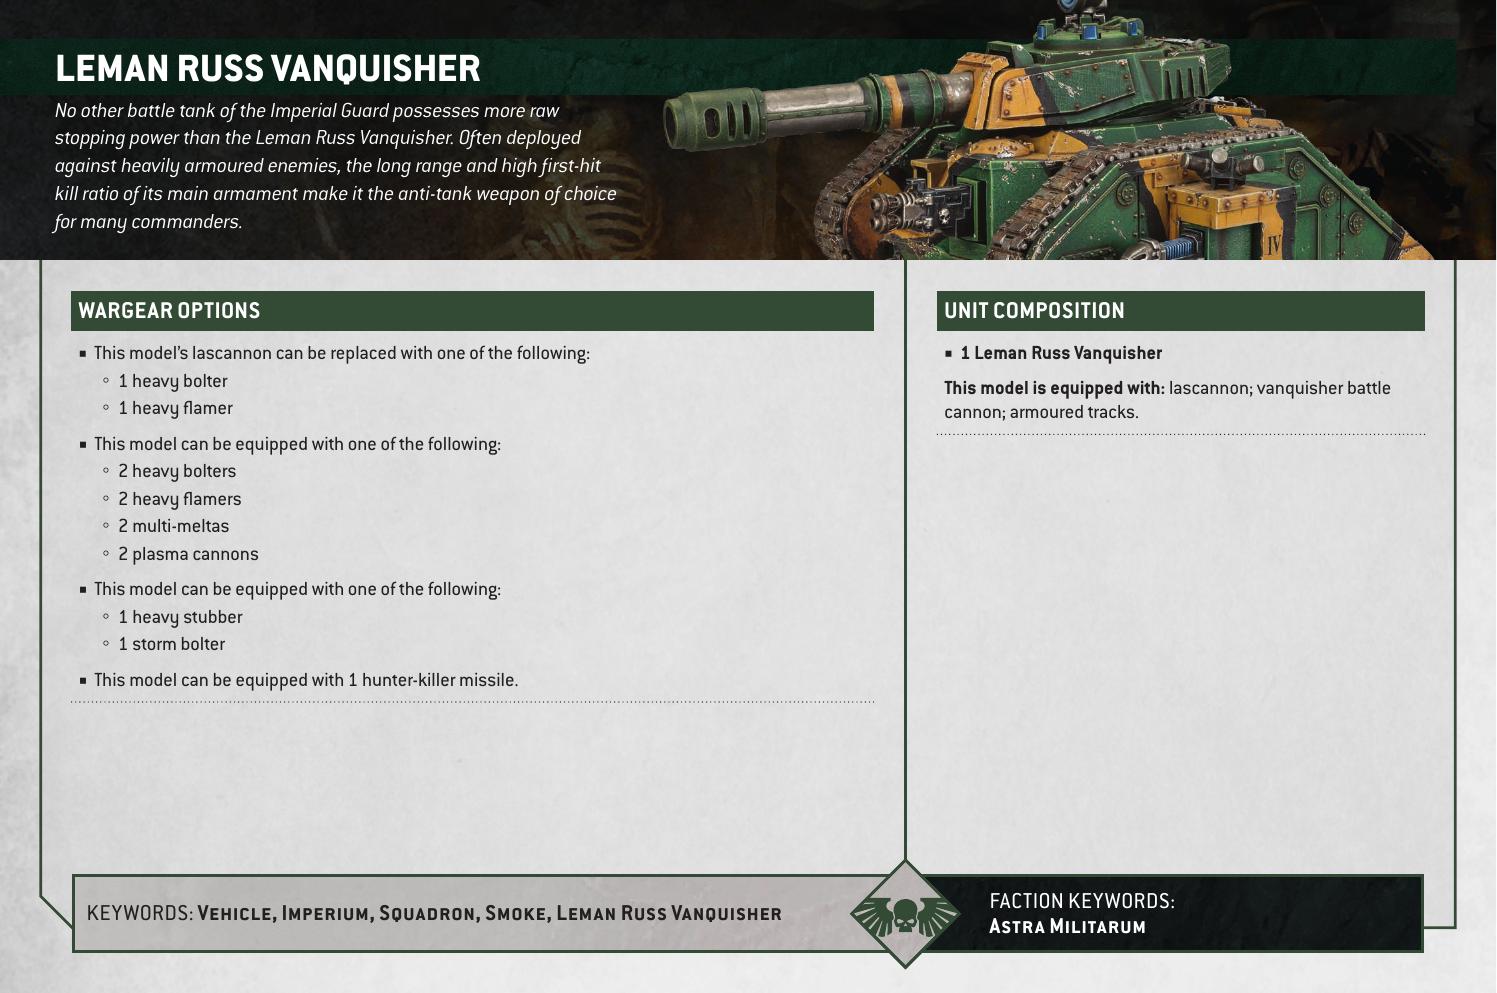 LEMAN RUSS VANQUISHER
No other battle tank of the Imperial Guard possesses more raw
stopping power than the Leman Russ Vanquisher. Often deployed
against heavily armoured enemies, the long range and high first-hit
kill ratio of its main armament make it the anti-tank weapon of choice
for many commanders.
IV
WARGEAR OPTIONS
■ This model’s lascannon can be replaced with one of the following:
◦ 1 heavy bolter
◦ 1 heavy flamer
■ This model can be equipped with one of the following:
◦ 2 heavy bolters
◦ 2 heavy flamers
◦ 2 multi-meltas
◦ 2 plasma cannons
■ This model can be equipped with one of the following:
◦ 1 heavy stubber
◦ 1 storm bolter
■ This model can be equipped with 1 hunter-killer missile.
UNIT COMPOSITION
■ 1 Leman Russ Vanquisher
This model is equipped with: lascannon; vanquisher battle
cannon; armoured tracks.
KEYWORDS: Vehicle, Imperium, Squadron, Smoke, Leman Russ Vanquisher
FACTION KEYWORDS:
Astra Militarum